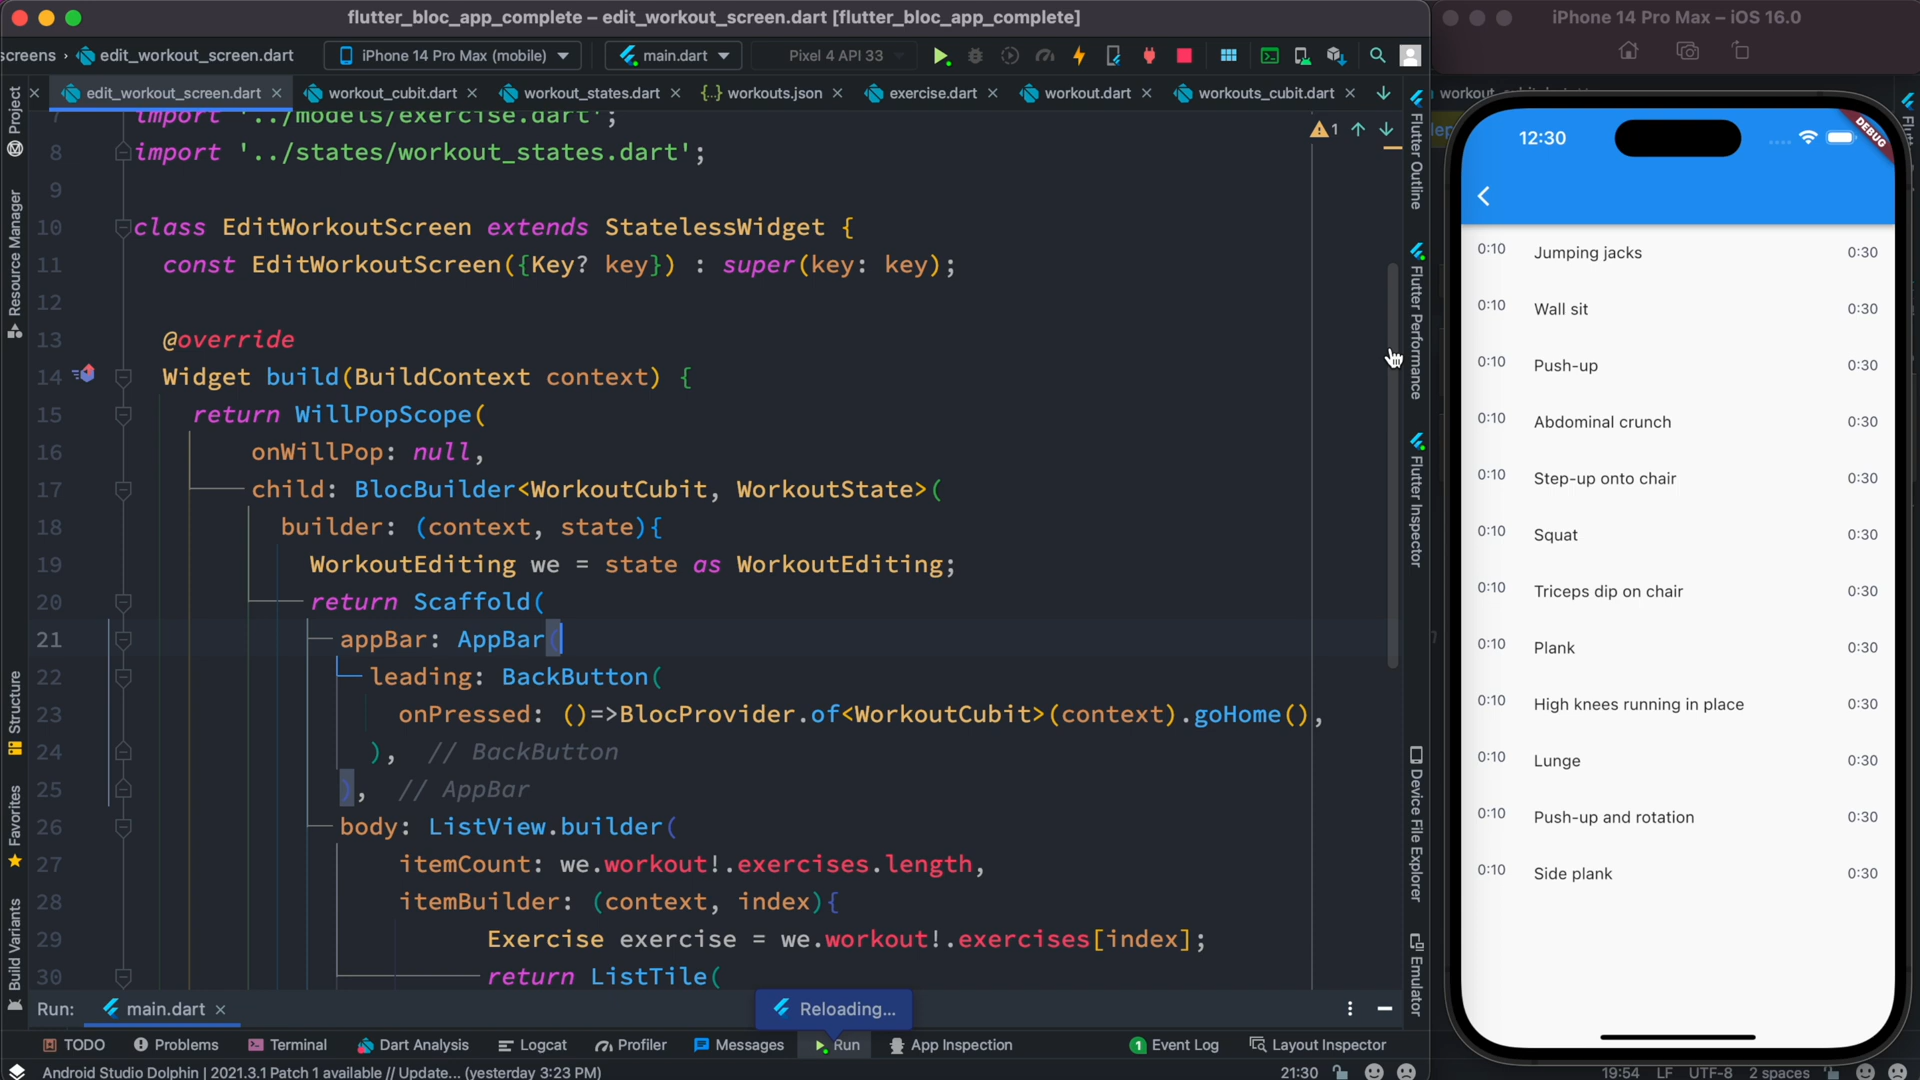 flutter_bloc_app_complete – edit_workout_screen.dart [flutter_bloc_app_complete]
screens › edit_workout_screen.dart
iPhone 14 Pro Max (mobile)
main.dart
Pixel 4 API 33
edit_workout_screen.dart
workout_cubit.dart
workout_states.dart
workouts.json
exercise.dart
workout.dart
workouts_cubit.dart
Project
Resource Manager
Structure
Favorites
Build Variants
1
7 import '../models/exercise.dart';
8 import '../states/workout_states.dart';
9
10 class EditWorkoutScreen extends StatelessWidget {
11 const EditWorkoutScreen({Key? key}) : super(key: key);
12
13 @override
14 Widget build(BuildContext context) {
15 return WillPopScope(
16 onWillPop: null,
17 child: BlocBuilder<WorkoutCubit, WorkoutState>(
18 builder: (context, state){
19 WorkoutEditing we = state as WorkoutEditing;
20 return Scaffold(
21 appBar: AppBar(
22 leading: BackButton(
23 onPressed: ()=>BlocProvider.of<WorkoutCubit>(context).goHome(),
24 ), // BackButton
25 ), // AppBar
26 body: ListView.builder(
27 itemCount: we.workout!.exercises.length,
28 itemBuilder: (context, index){
29 Exercise exercise = we.workout!.exercises[index];
30 return ListTile(
Flutter Outline
Flutter Performance
Flutter Inspector
Device File Explorer
Emulator
Run: main.dart
Reloading...
TODO
Problems
Terminal
Dart Analysis
Logcat
Profiler
Messages
Run
App Inspection
1 Event Log
Layout Inspector
Android Studio Dolphin | 2021.3.1 Patch 1 available // Update... (yesterday 3:23 PM)
21:30
19:54 LF UTF-8 2 spaces
iPhone 14 Pro Max – iOS 16.0
12:30
DEBUG
0:10 Jumping jacks 0:30
0:10 Wall sit 0:30
0:10 Push-up 0:30
0:10 Abdominal crunch 0:30
0:10 Step-up onto chair 0:30
0:10 Squat 0:30
0:10 Triceps dip on chair 0:30
0:10 Plank 0:30
0:10 High knees running in place 0:30
0:10 Lunge 0:30
0:10 Push-up and rotation 0:30
0:10 Side plank 0:30